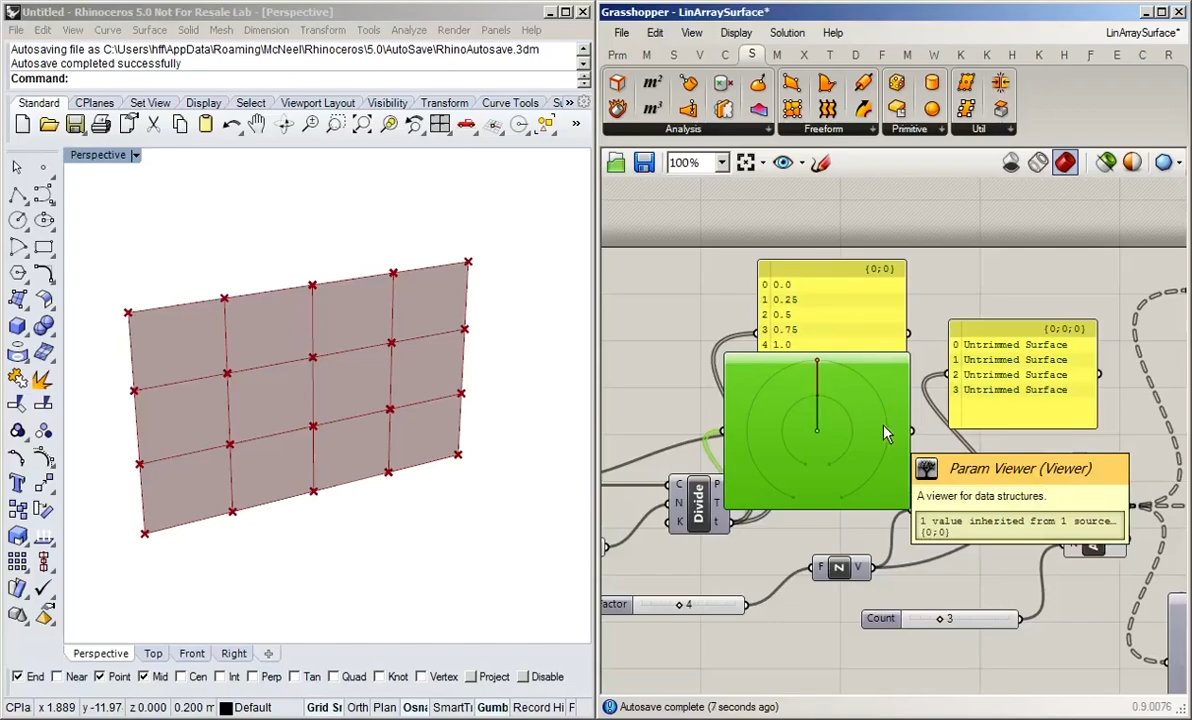 Untitled - Rhinoceros 5.0 Not For Resale Lab - [Perspective]
File Edit View Curve Surface Solid Mesh Dimension Transform Tools Analyze Render Panels Help
Autosaving file as C:\Users\hff\AppData\Roaming\McNeel\Rhinoceros\5.0\AutoSave\RhinoAutosave.3dm
Autosave completed successfully
Command:
Standard CPlanes Set View Display Select Viewport Layout Visibility Transform Curve Tools
Perspective
Perspective Top Front Right
End Near Point Mid Cen Int Perp Tan Quad Knot Vertex Project Disable
CPla x 1.889 y -11.97 z 0.000 0.200 m Default Grid S Orth Plan Osna SmartT Gumb Record Hi F
Grasshopper - LinArraySurface*
File Edit View Display Solution Help LinArraySurface*
Prm M S V C S M X T D F M W K H M H F E C R
m²
m³
Analysis Freeform Primitive Util
100%
{0;0}
0 0.0
1 0.25
2 0.5
3 0.75
4 1.0
{0;0;0}
0 Untrimmed Surface
1 Untrimmed Surface
2 Untrimmed Surface
3 Untrimmed Surface
Param Viewer (Viewer)
A viewer for data structures.
1 value inherited from 1 source…
{0;0}
C N K Divide P T t
F N V
actor 4
Count 3
Autosave complete (7 seconds ago)
0.9.0076